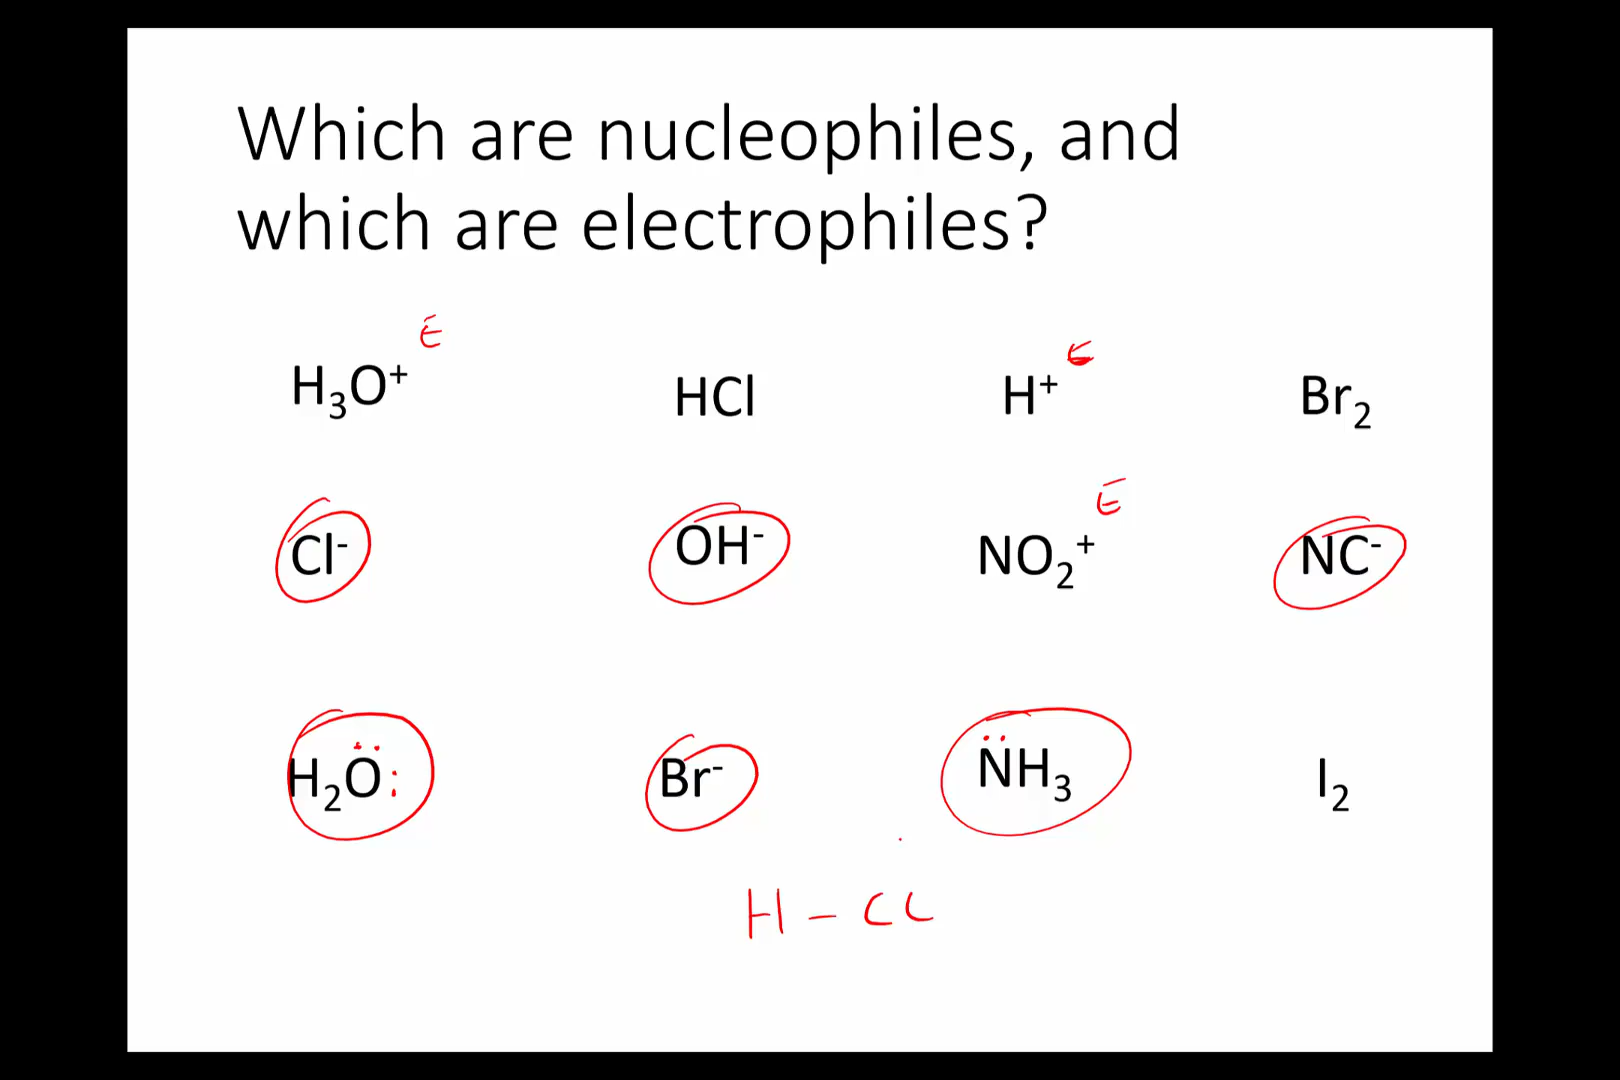 Which are nucleophiles, and
which are electrophiles?
E
H₃O⁺ HCl H⁺ Br₂
E
E
Cl⁻ OH⁻ NO₂⁺ NC⁻
H₂O: Br⁻ NH₃ I₂
H – Cl